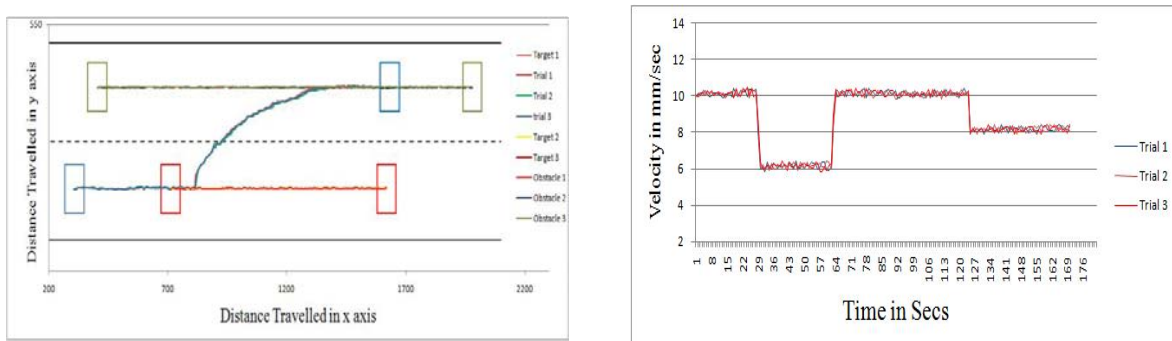 550
Distance Travelled in y axis
Target 1
Trial 1
Trial 2
trial 3
Target 2
Target 3
Obstacle 1
Obstacle 2
Obstacle 3
200 700 1200 1700 2200
Distance Travelled in x axis
14
12
10
8
6
4
2
Velocity in mm/sec
Trial 1
Trial 2
Trial 3
1 8 15 22 29 36 43 50 57 64 71 78 85 92 99 106 113 120 127 134 141 148 155 162 169 176
Time in Secs